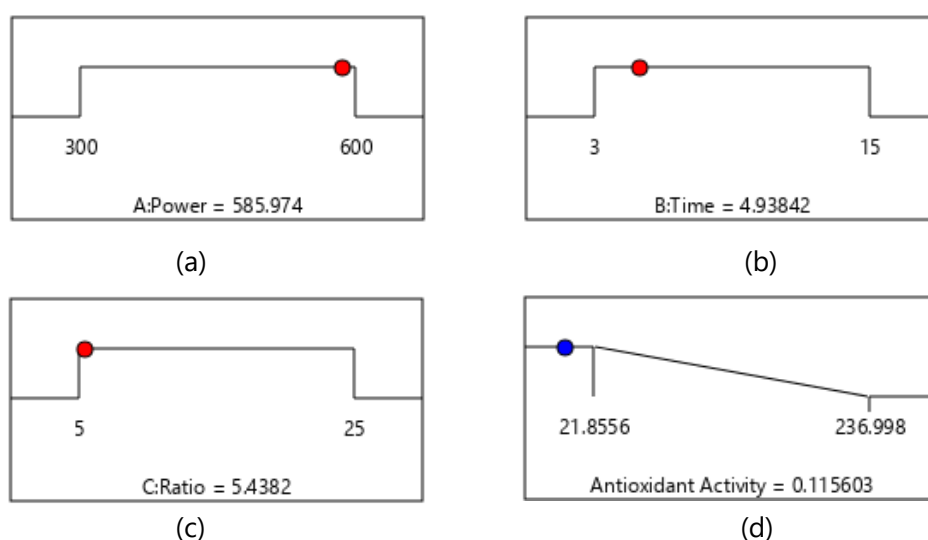 300 600
A:Power = 585.974
(a)
3 15
B:Time = 4.93842
(b)
5 25
C:Ratio = 5.4382
(c)
21.8556 236.998
Antioxidant Activity = 0.115603
(d)